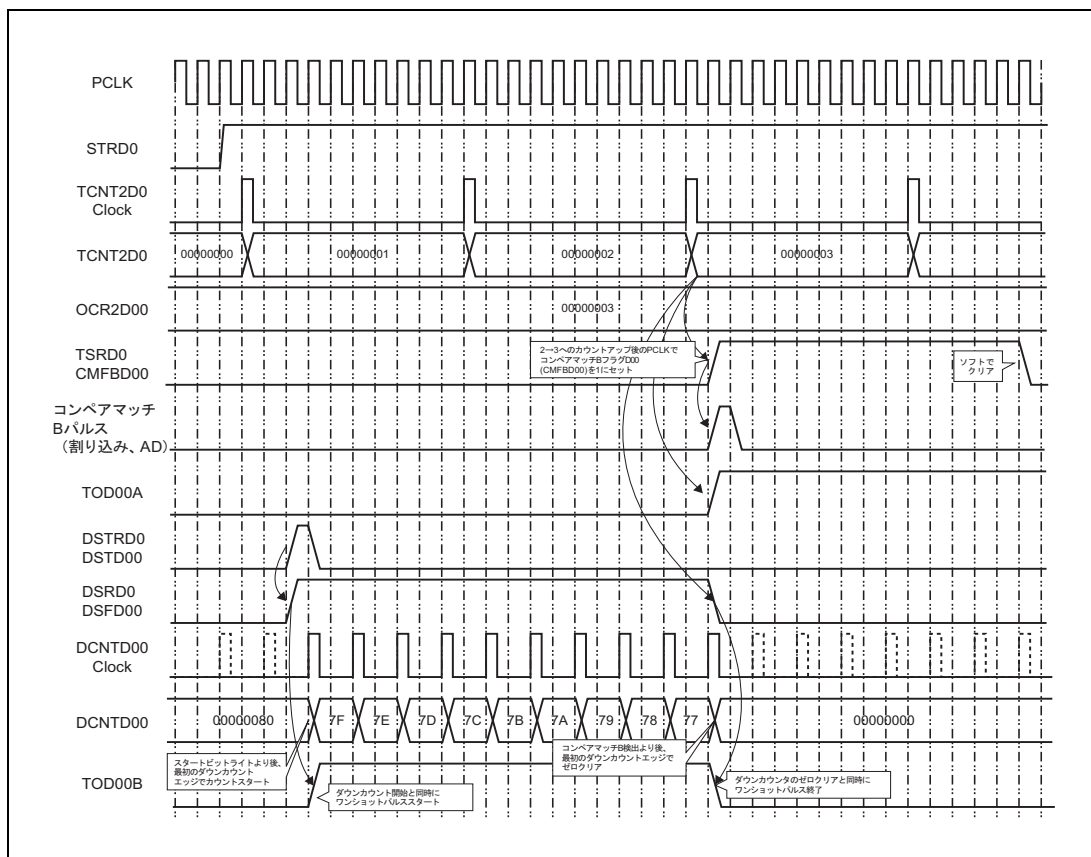 PCLK
STRD0
TCNT2D0
Clock
TCNT2D0
00000000
00000001
00000002
00000003
OCR2D00
00000003
TSRD0
CMFBD00
2→3へのカウントアップ後のPCLKで
コンペアマッチBフラグD00
(CMFBD00)を1にセット
ソフトで
クリア
コンペアマッチ
Bパルス
（割り込み、AD）
TOD00A
DSTRD0
DSTD00
DSRD0
DSFD00
DCNTD00
Clock
DCNTD00
00000080
7F
7E
7D
7C
7B
7A
79
78
77
00000000
スタートビットライトより後、
最初のダウンカウント
エッジでカウントスタート
コンペアマッチB検出より後、
最初のダウンカウントエッジで
ゼロクリア
TOD00B
ダウンカウント開始と同時に
ワンショットパルススタート
ダウンカウンタのゼロクリアと同時に
ワンショットパルス終了